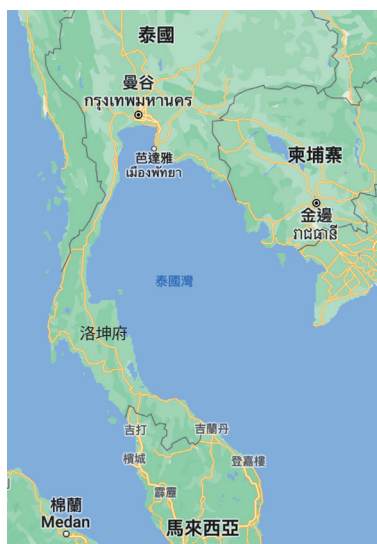 泰國
曼谷
กรุงเทพมหานคร
芭達雅
เมืองพัทยา
柬埔寨
金邊
រាជធានី
泰國灣
洛坤府
吉打
吉蘭丹
檳城
登嘉樓
霹靂
棉蘭
Medan
馬來西亞